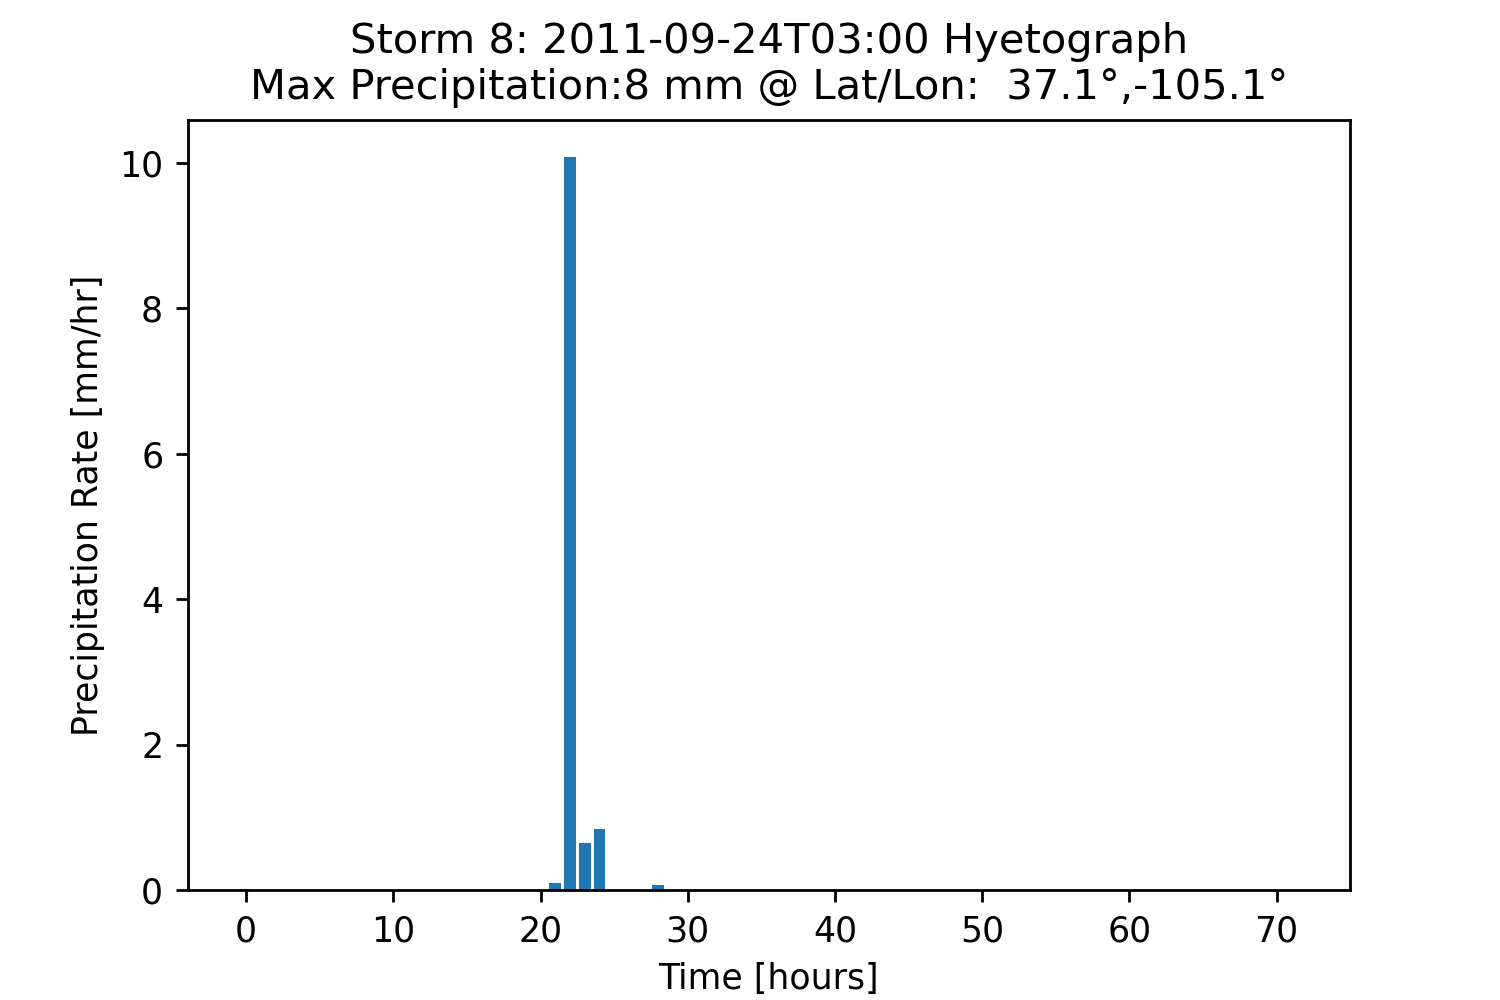 Storm 8: 2011-09-24T03:00 Hyetograph
Max Precipitation:8 mm @ Lat/Lon:  37.1°,-105.1°
Precipitation Rate [mm/hr]
10
8
6
4
2
0
0 10 20 30 40 50 60 70
Time [hours]